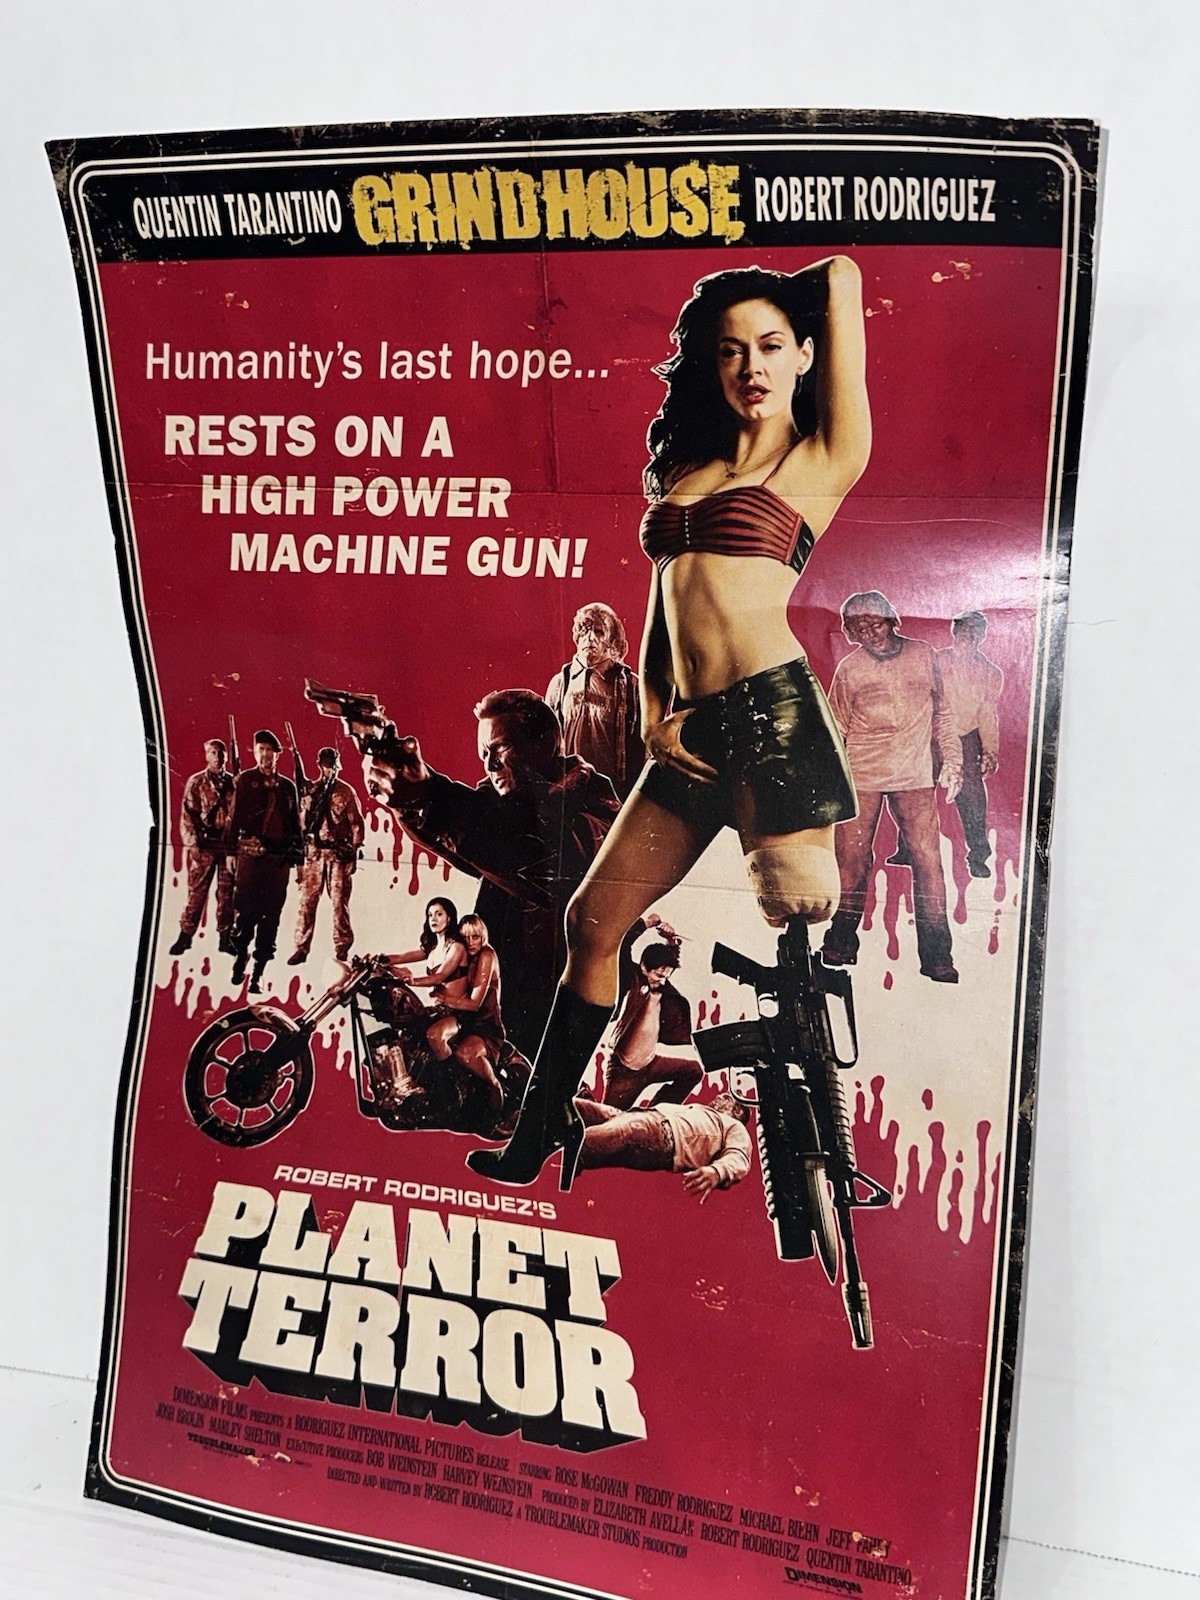 QUENTIN TARANTINO GRINDHOUSE ROBERT RODRIGUEZ
Humanity's last hope...
RESTS ON A
HIGH POWER
MACHINE GUN!
ROBERT RODRIGUEZ'S
PLANET
TERROR
DIMENSION FILMS PRESENTS A RODRIGUEZ INTERNATIONAL PICTURES RELEASE STARRING ROSE McGOWAN FREDDY RODRIGUEZ MICHAEL BIEHN JEFF FAHEY
JOSH BROLIN MARLEY SHELTON EXECUTIVE PRODUCERS BOB WEINSTEIN HARVEY WEINSTEIN PRODUCED BY ELIZABETH AVELLÁN ROBERT RODRIGUEZ QUENTIN TARANTINO
TROUBLEMAKER DIRECTED AND WRITTEN BY ROBERT RODRIGUEZ A TROUBLEMAKER STUDIOS PRODUCTION
DIMENSION